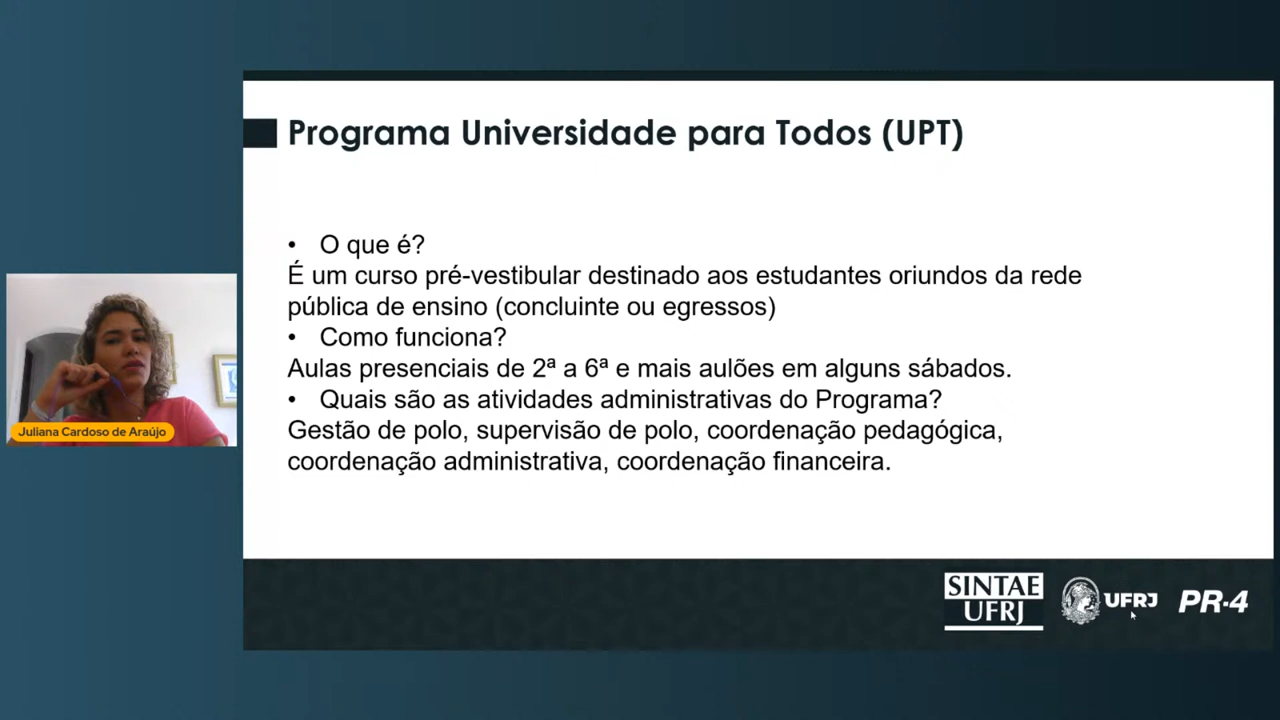 Programa Universidade para Todos (UPT)
• O que é?
É um curso pré-vestibular destinado aos estudantes oriundos da rede
pública de ensino (concluinte ou egressos)
• Como funciona?
Aulas presenciais de 2ª a 6ª e mais aulões em alguns sábados.
• Quais são as atividades administrativas do Programa?
Gestão de polo, supervisão de polo, coordenação pedagógica,
coordenação administrativa, coordenação financeira.
Juliana Cardoso de Araújo
SINTAE
UFRJ
UFRJ
PR-4